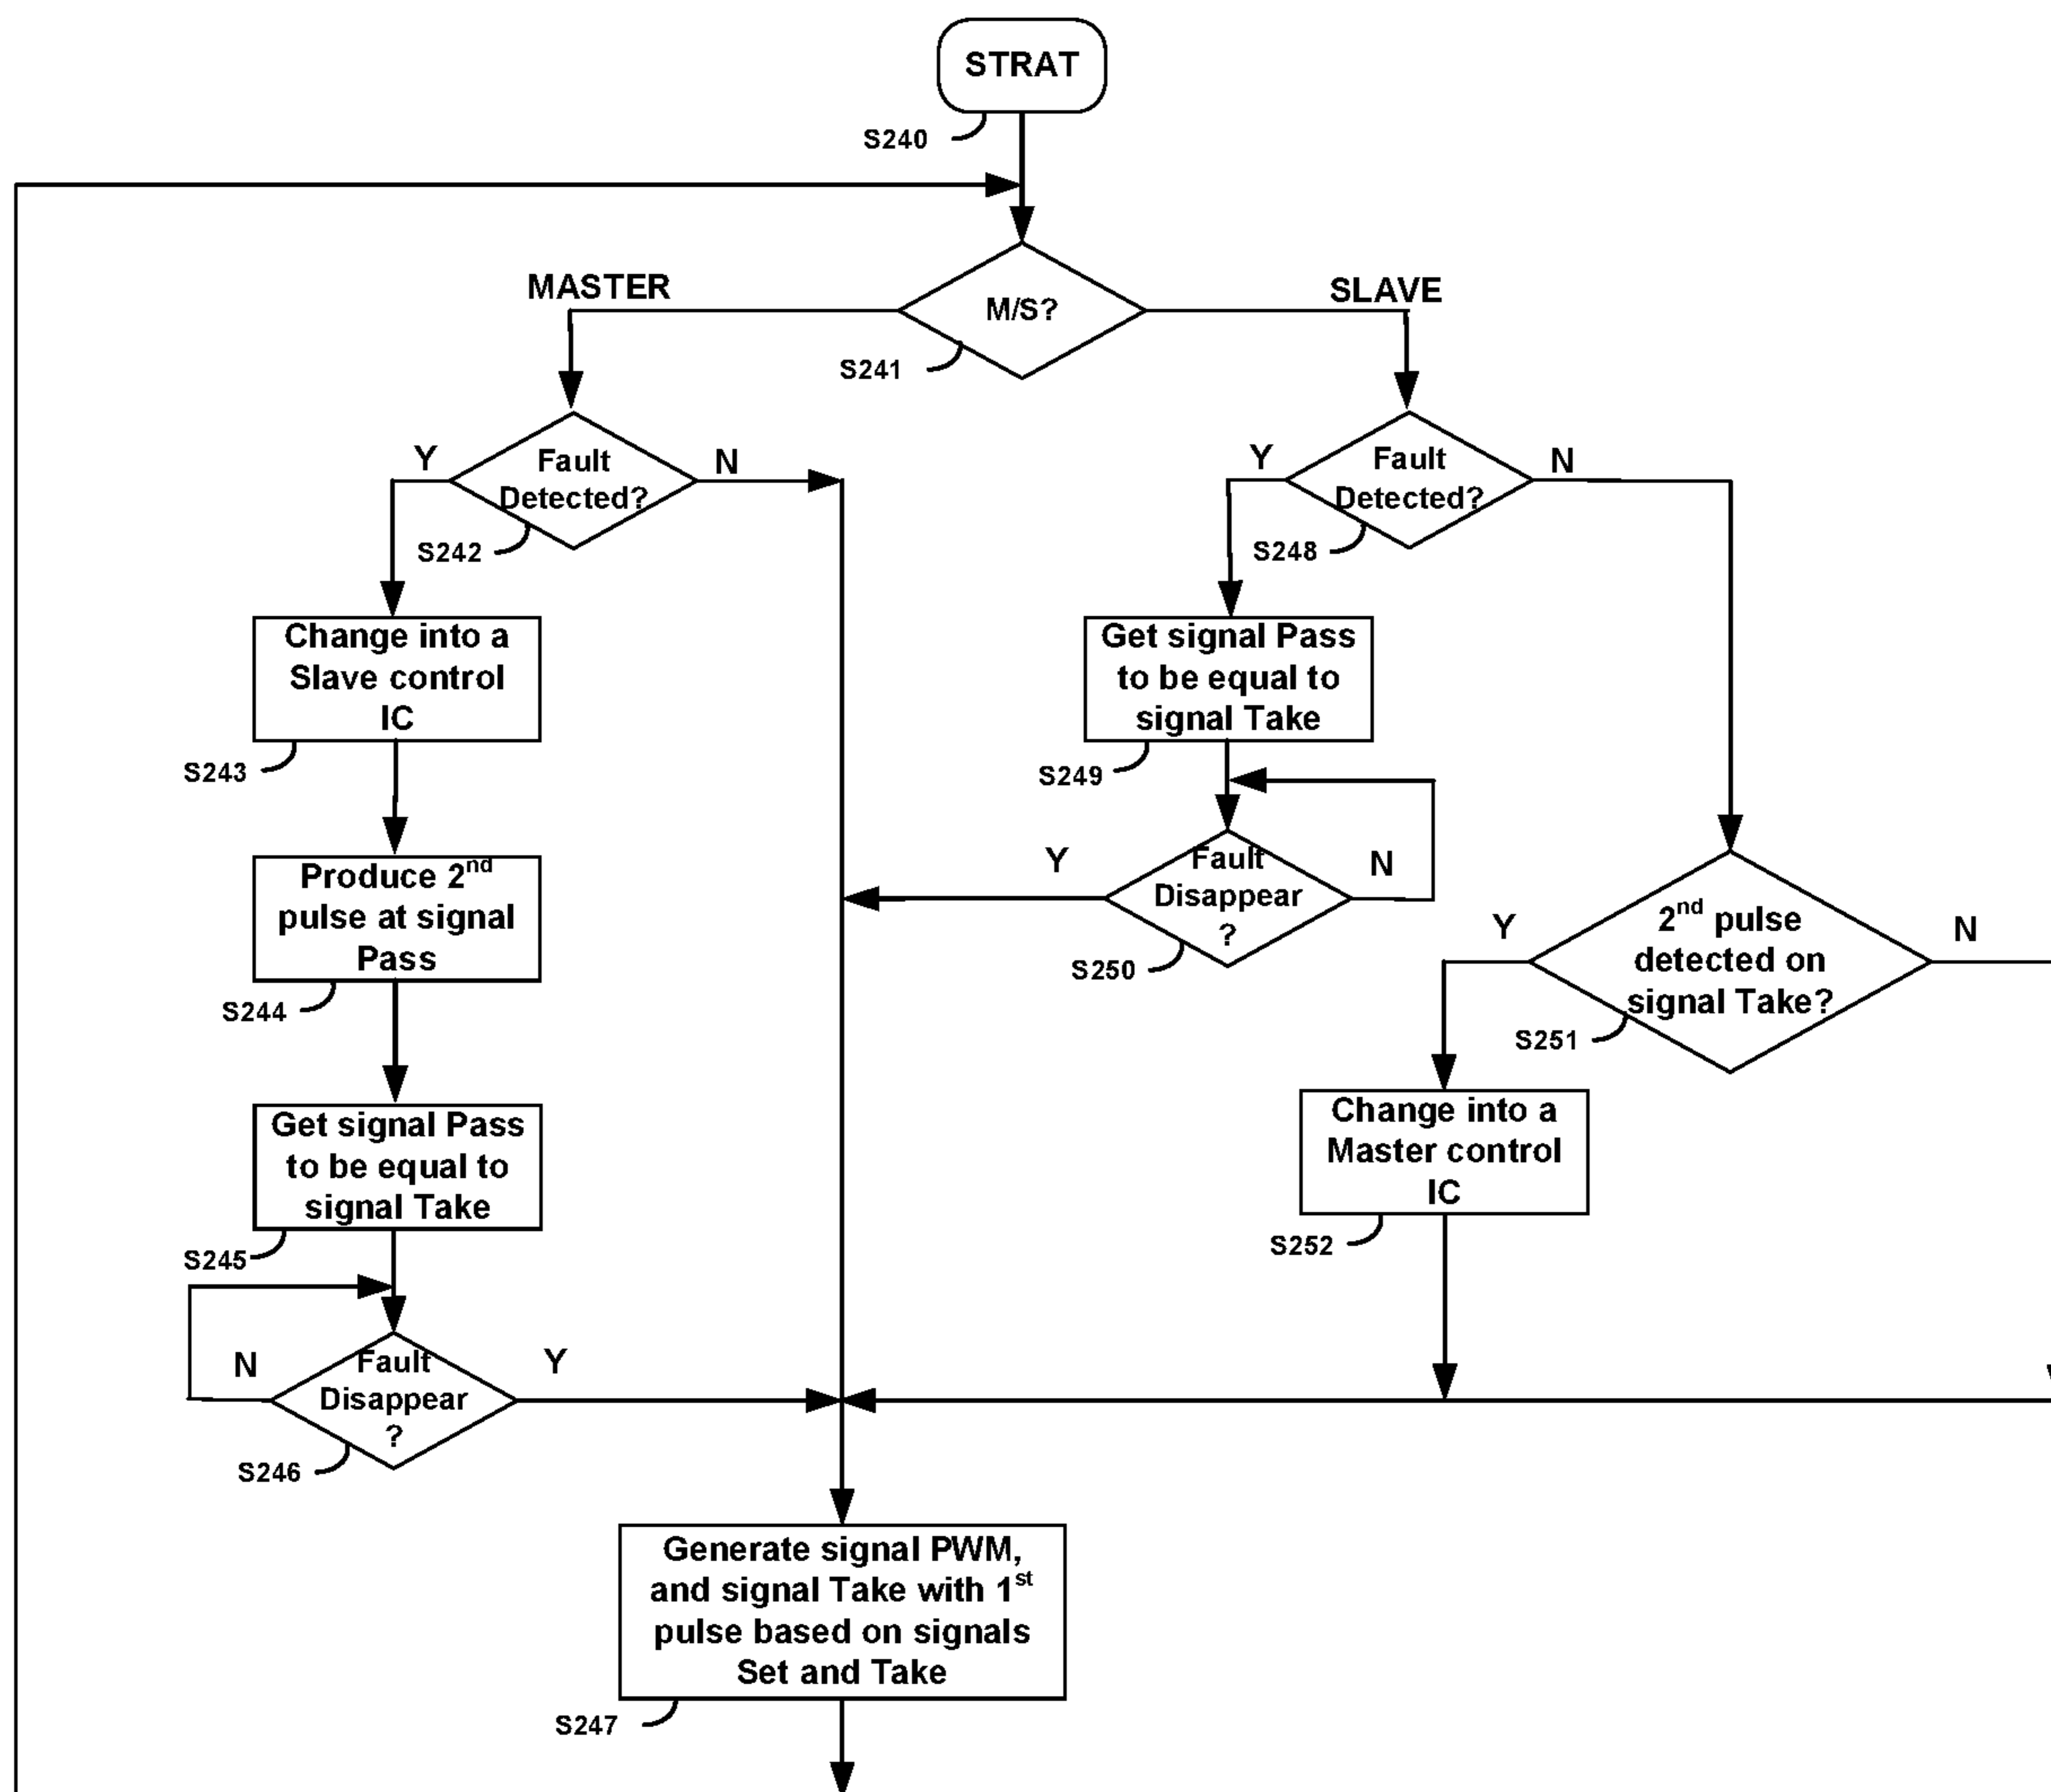 STRAT
S240
M/S?
MASTER
SLAVE
S241
Fault
Detected?
Y
N
S242
Change into a
Slave control
IC
S243
Produce 2nd
pulse at signal
Pass
S244
Get signal Pass
to be equal to
signal Take
S245
Fault
Disappear
?
N
Y
S246
Fault
Detected?
Y
N
S248
Get signal Pass
to be equal to
signal Take
S249
Fault
Disappear
?
Y
N
S250
2nd pulse
detected on
signal Take?
Y
N
S251
Change into a
Master control
IC
S252
Generate signal PWM,
and signal Take with 1st
pulse based on signals
Set and Take
S247